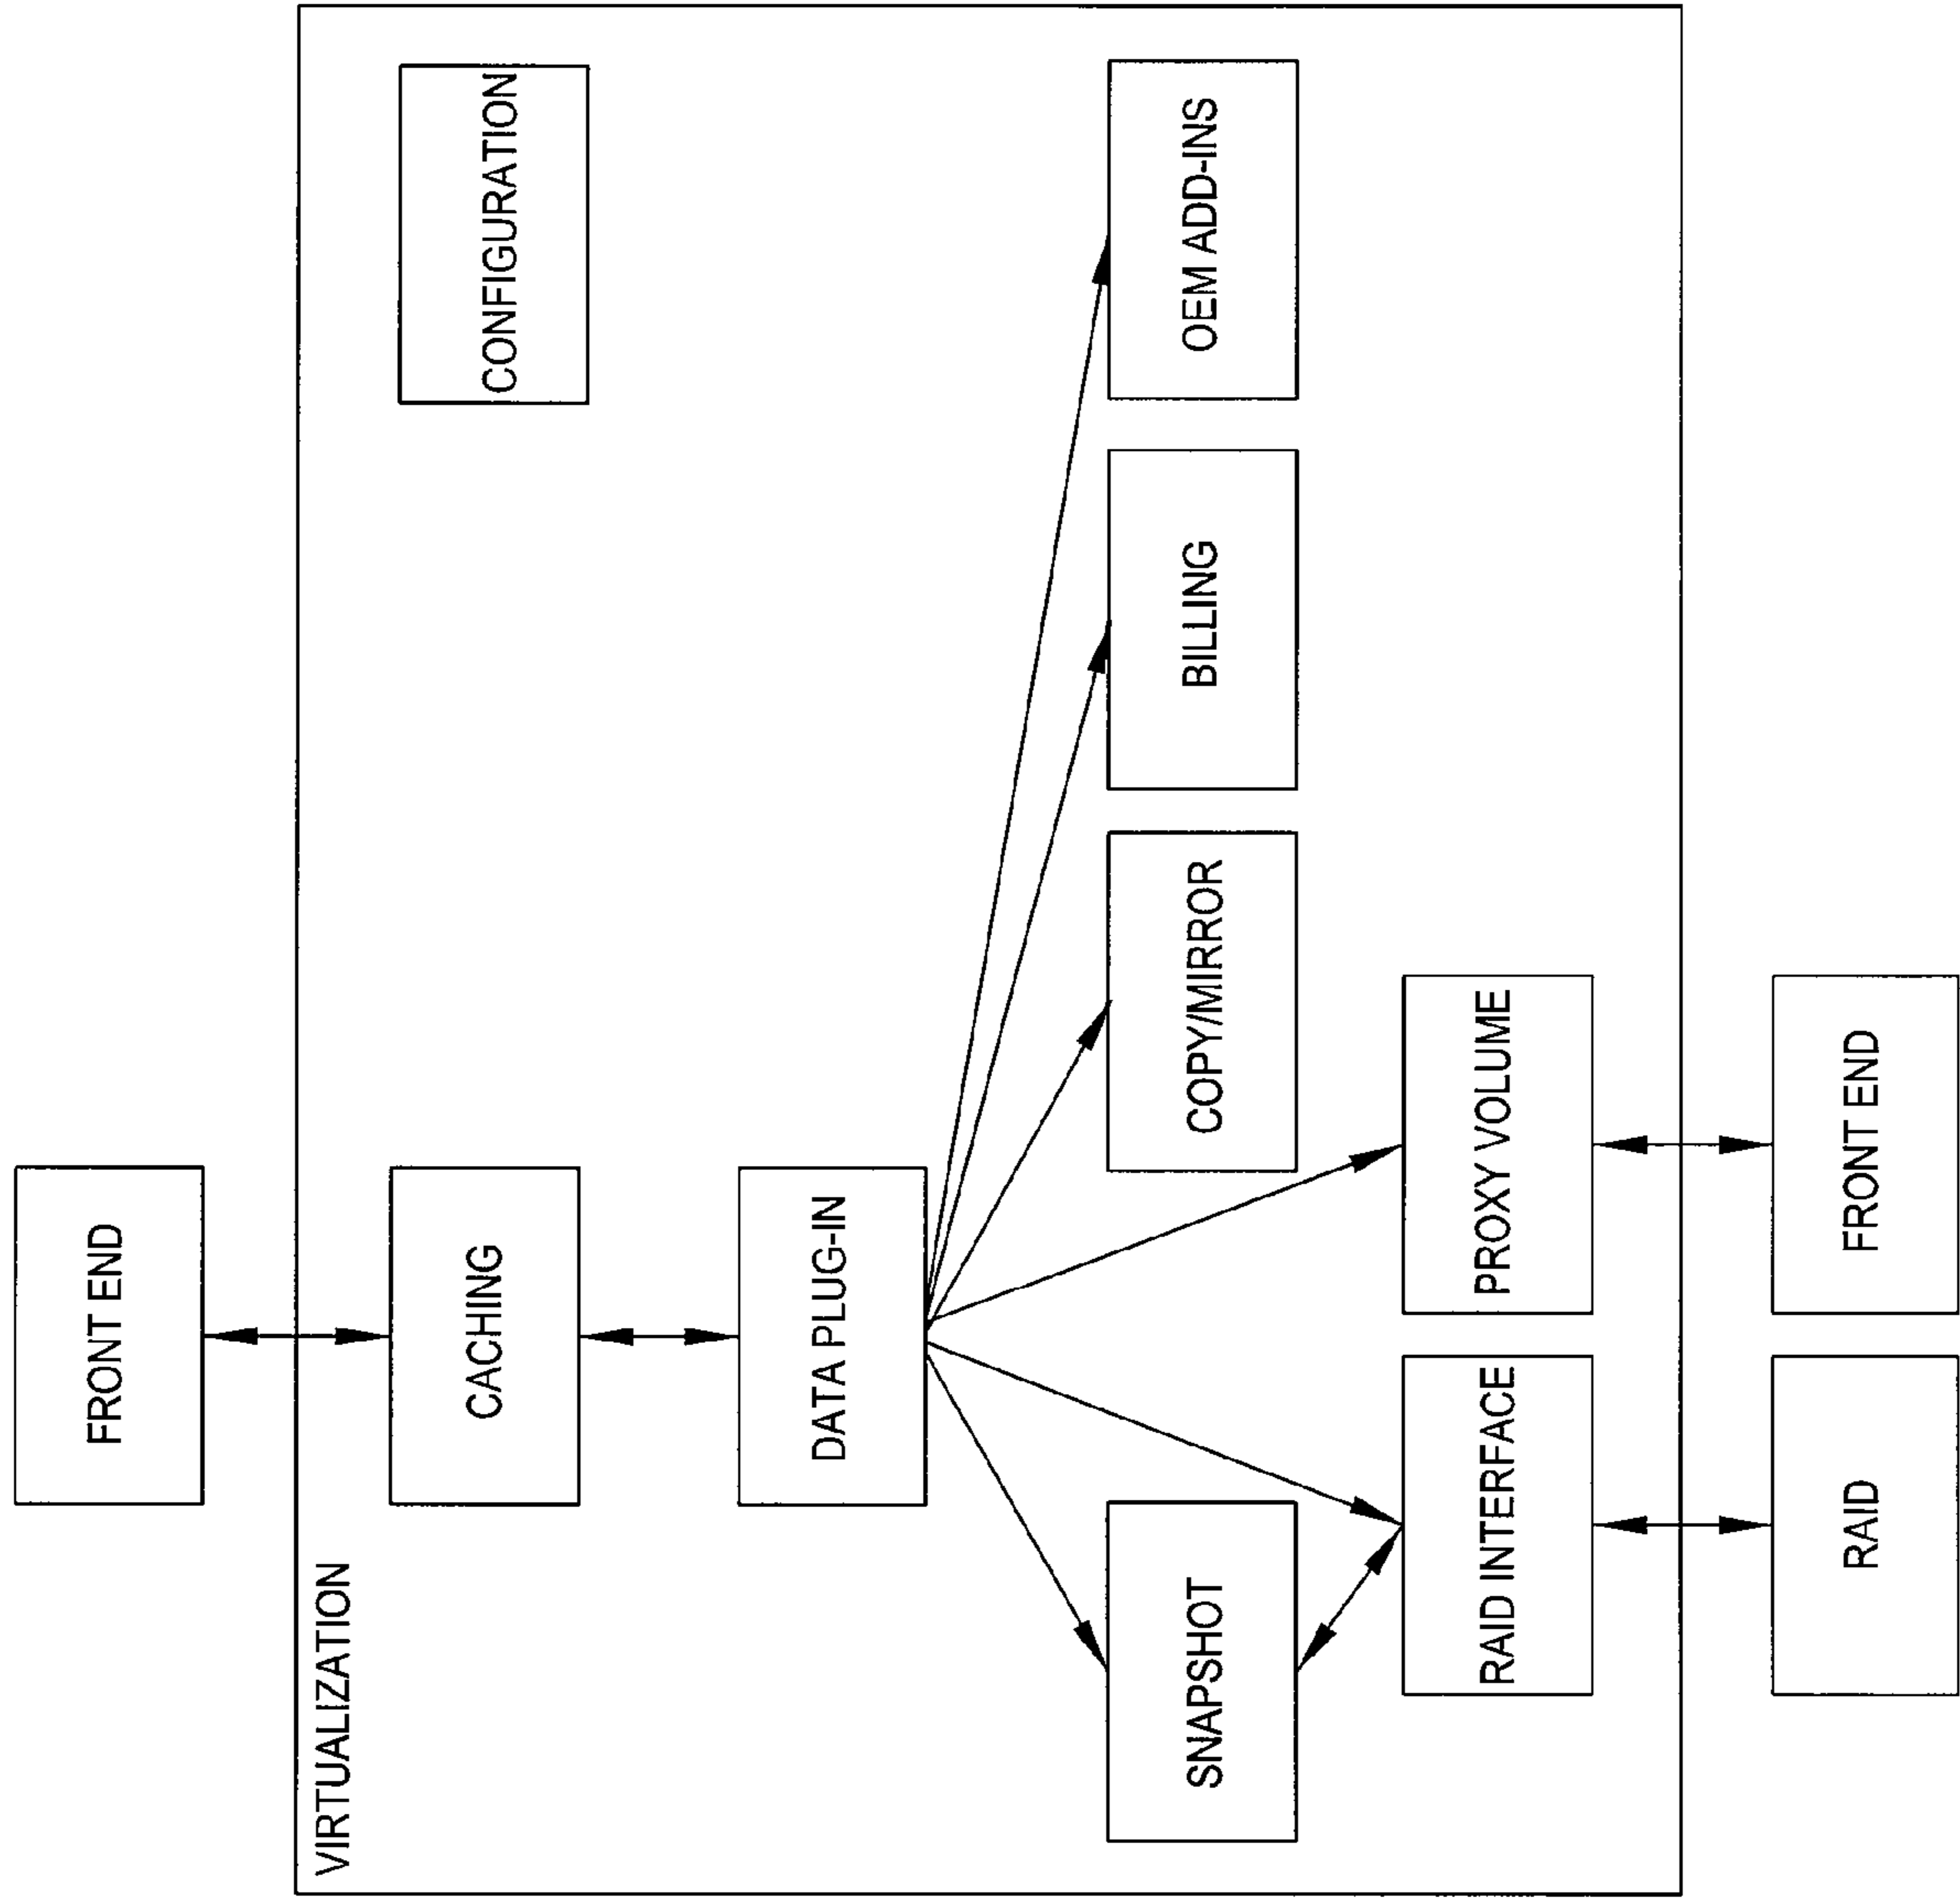 FRONT END
VIRTUALIZATION
CACHING
CONFIGURATION
DATA PLUG-IN
SNAPSHOT
COPY/MIRROR
BILLING
OEM ADD-INS
RAID INTERFACE
PROXY VOLUME
RAID
FRONT END